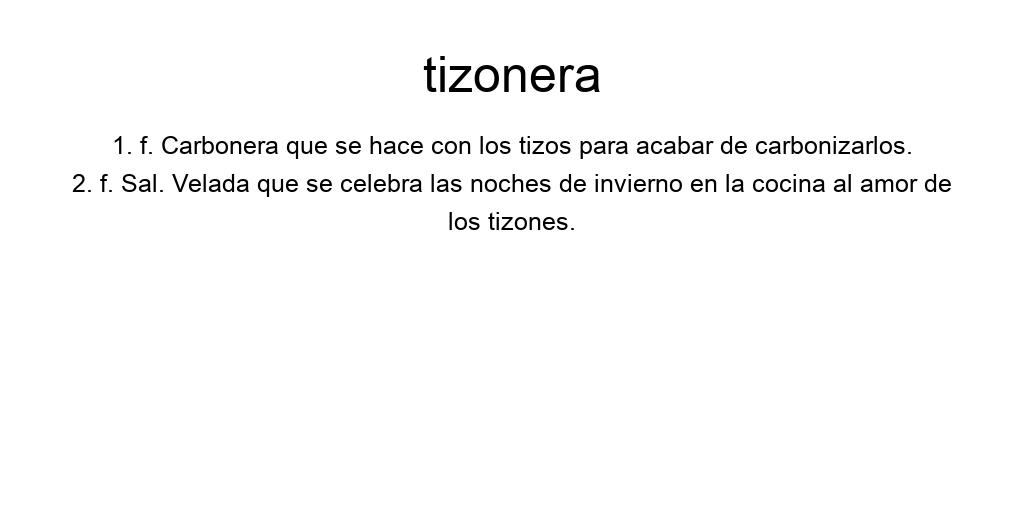 tizonera
1. f. Carbonera que se hace con los tizos para acabar de carbonizarlos.
2. f. Sal. Velada que se celebra las noches de invierno en la cocina al amor de
los tizones.